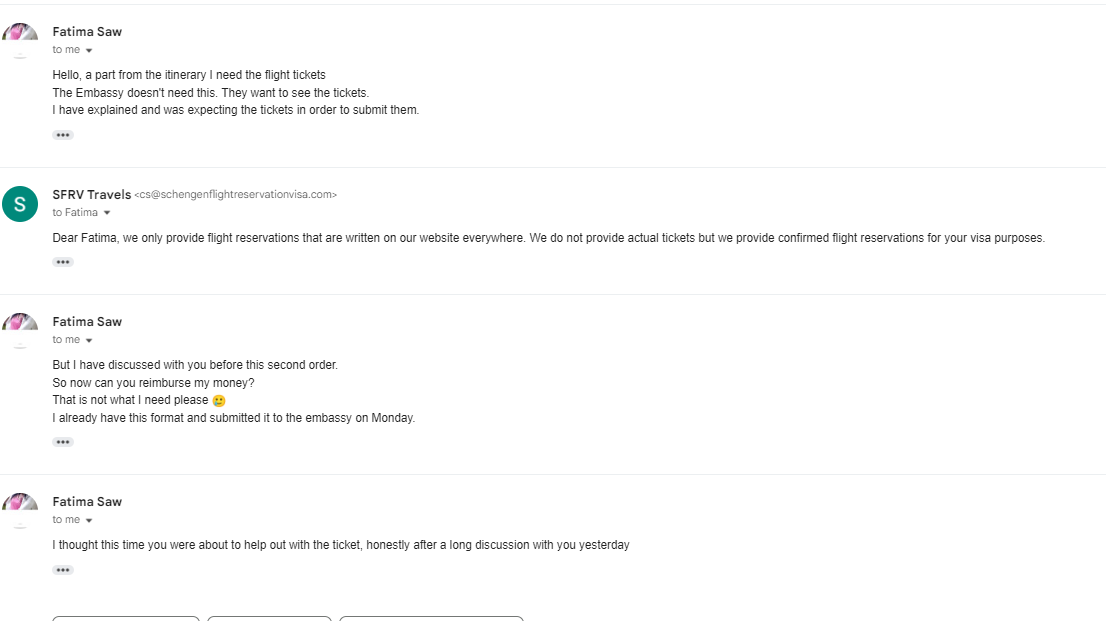 Fatima Saw
to me
Hello, a part from the itinerary I need the flight tickets
The Embassy doesn't need this. They want to see the tickets.
I have explained and was expecting the tickets in order to submit them.
S
SFRV Travels <cs@schengenflightreservationvisa.com>
to Fatima
Dear Fatima, we only provide flight reservations that are written on our website everywhere. We do not provide actual tickets but we provide confirmed flight reservations for your visa purposes.
Fatima Saw
to me
But I have discussed with you before this second order.
So now can you reimburse my money?
That is not what I need please 🥲
I already have this format and submitted it to the embassy on Monday.
Fatima Saw
to me
I thought this time you were about to help out with the ticket, honestly after a long discussion with you yesterday